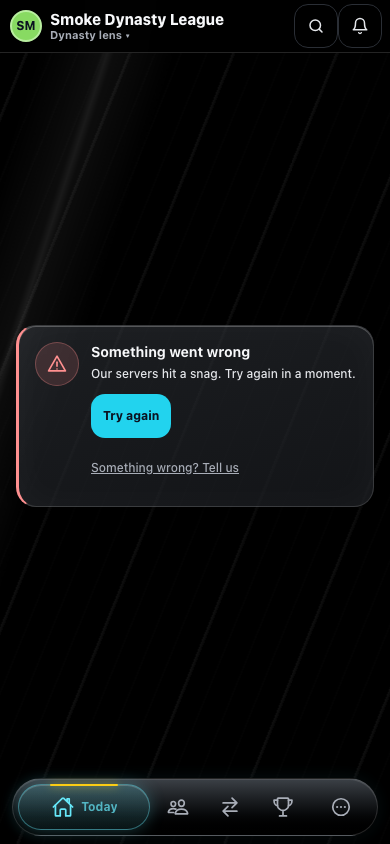 SM
Smoke Dynasty League
Dynasty lens ▾
Something went wrong
Our servers hit a snag. Try again in a moment.
Try again
Something wrong? Tell us
Today